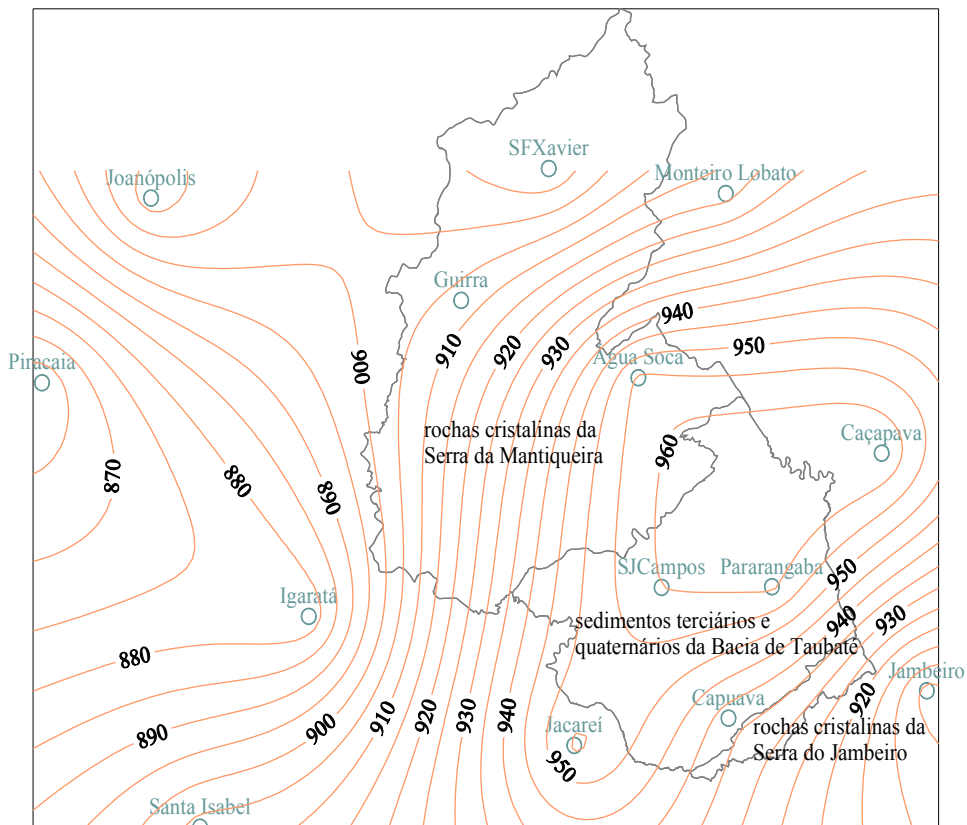 SFXavier
Joanópolis
Monteiro Lobato
Guirra
940
910
920
930
950
Água Soca
Piracaia
900
rochas cristalinas da
Serra da Mantiqueira
Caçapava
960
870
880
890
SJCampos
Pararangaba
950
Igaratá
sedimentos terciários e
quaternários da Bacia de Taubaté
940
930
880
Jambeiro
920
Capuava
890
900
910
920
930
940
Jacareí
rochas cristalinas da
Serra do Jambeiro
950
Santa Isabel